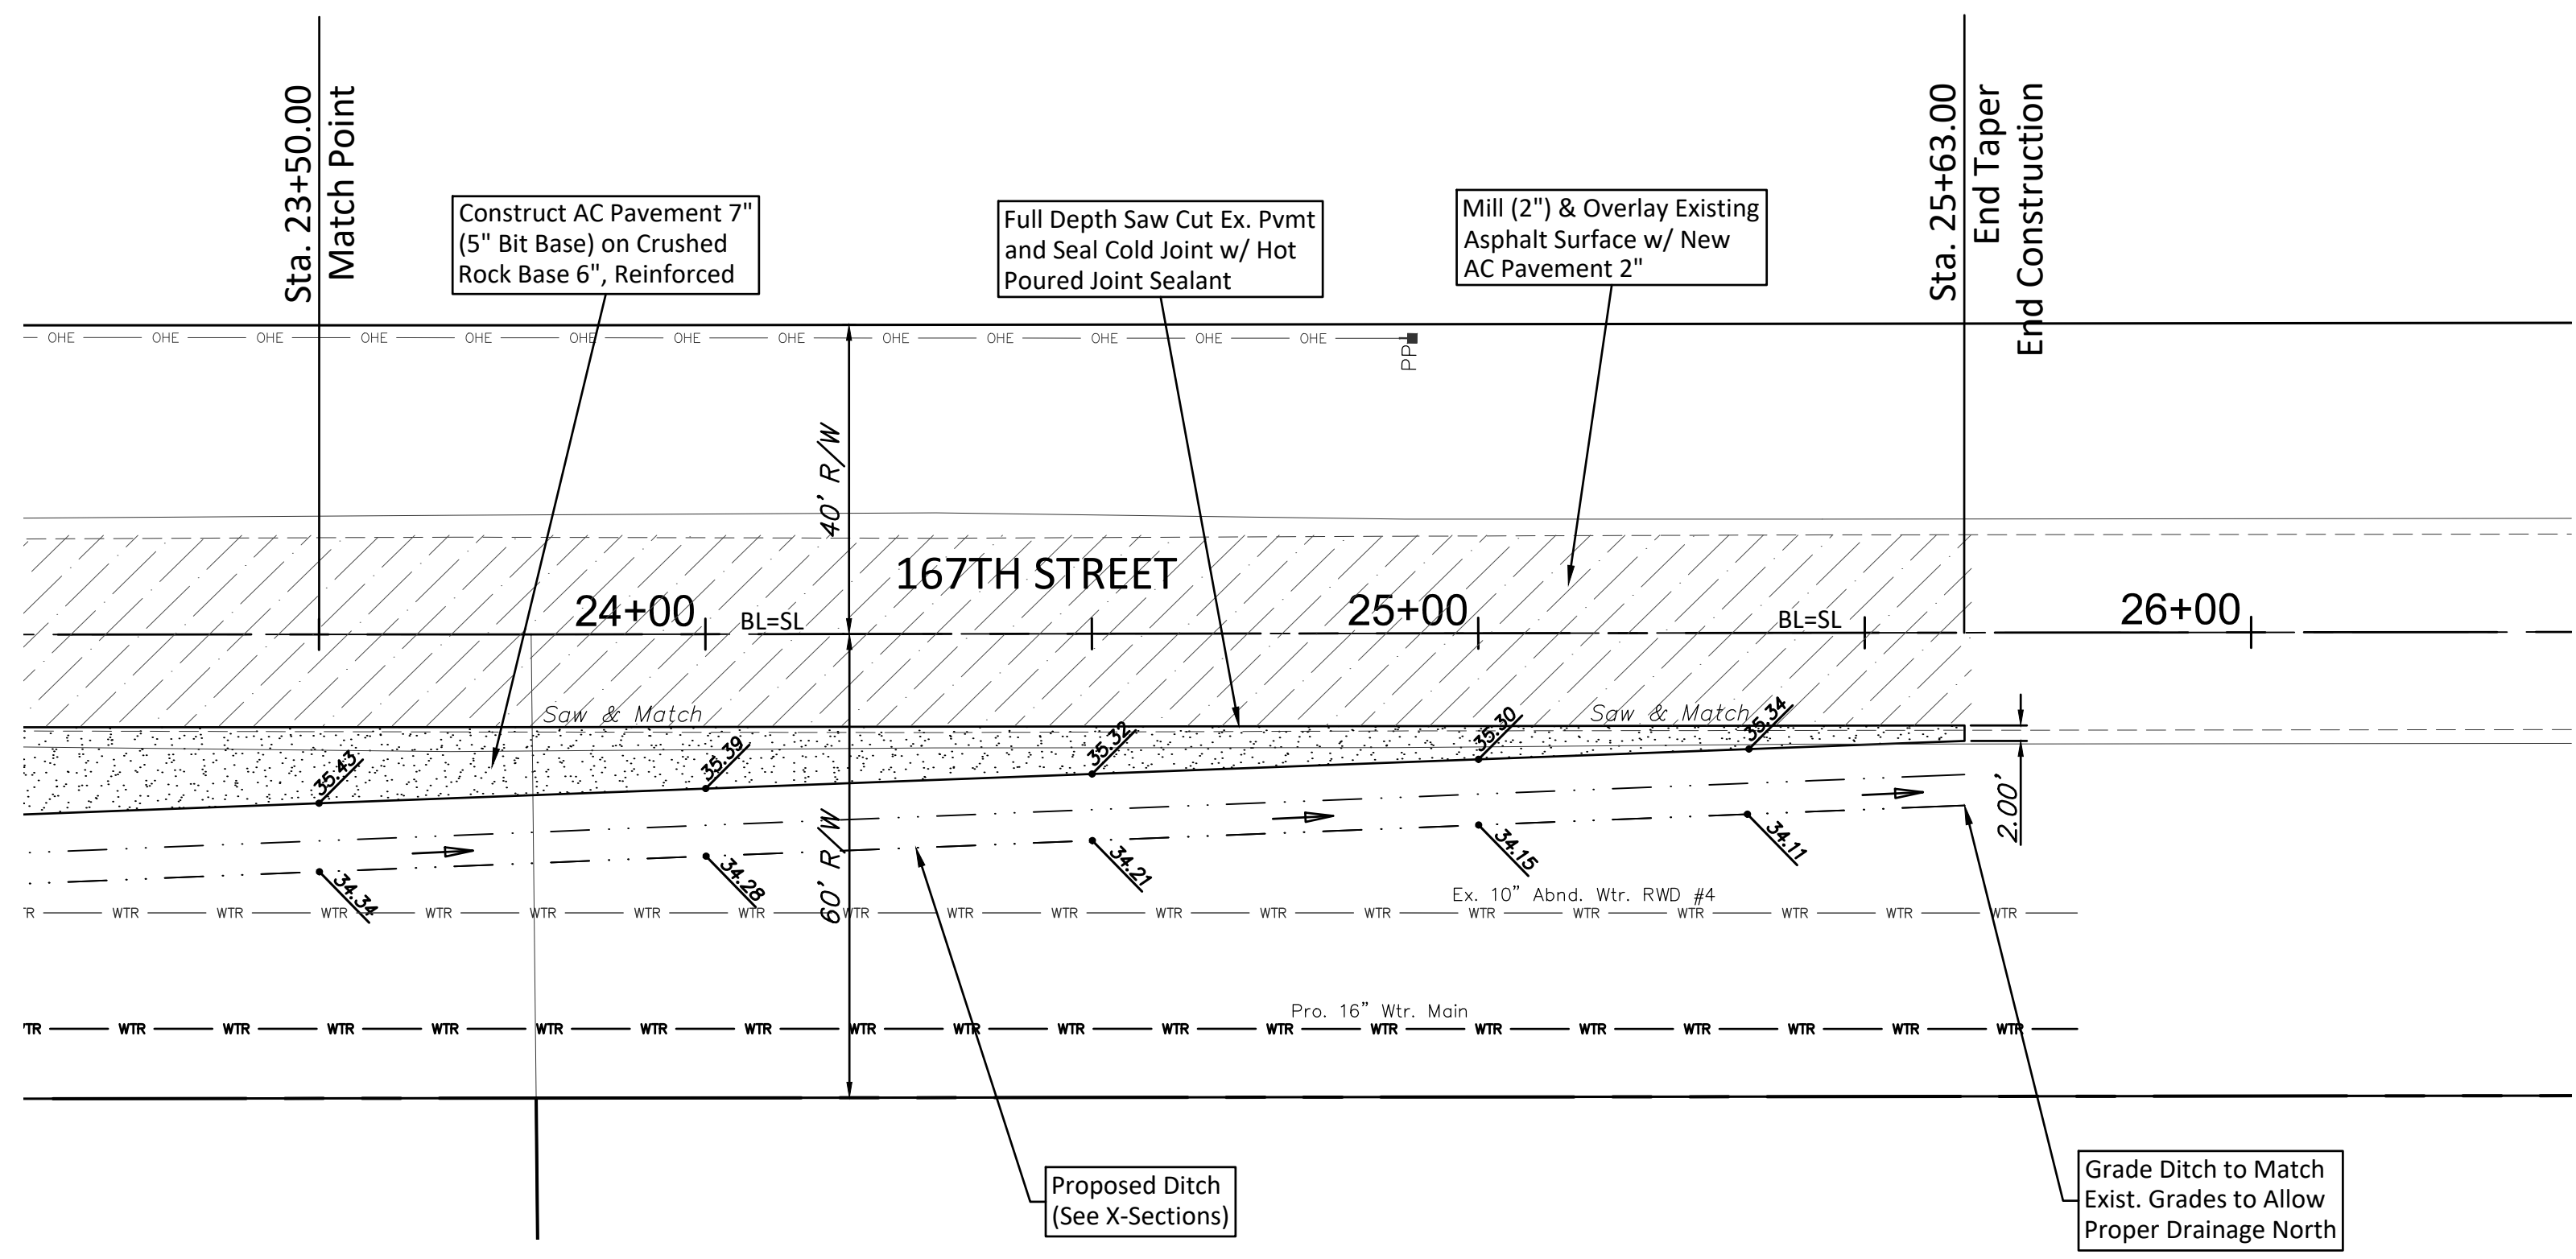 Sta. 23+50.00
Match Point
Construct AC Pavement 7"
(5" Bit Base) on Crushed
Rock Base 6", Reinforced
Full Depth Saw Cut Ex. Pvmt
and Seal Cold Joint w/ Hot
Poured Joint Sealant
Mill (2") & Overlay Existing
Asphalt Surface w/ New
AC Pavement 2"
Sta. 25+63.00
End Taper
End Construction
OHE OHE OHE OHE OHE OHE OHE OHE OHE OHE OHE OHE OHE
PP
40' R/W
167TH STREET
24+00
BL=SL
25+00
BL=SL
26+00
Saw & Match
Saw & Match
35.43
35.39
35.32
35.30
35.34
2.00'
60' R/W
34.34
34.28
34.21
34.15
34.11
Ex. 10" Abnd. Wtr. RWD #4
TR WTR WTR WTR WTR WTR WTR WTR WTR WTR WTR WTR WTR WTR WTR WTR WTR WTR WTR WTR
Pro. 16" Wtr. Main
TR WTR WTR WTR WTR WTR WTR WTR WTR WTR WTR WTR WTR WTR WTR WTR WTR WTR WTR WTR
Proposed Ditch
(See X-Sections)
Grade Ditch to Match
Exist. Grades to Allow
Proper Drainage North